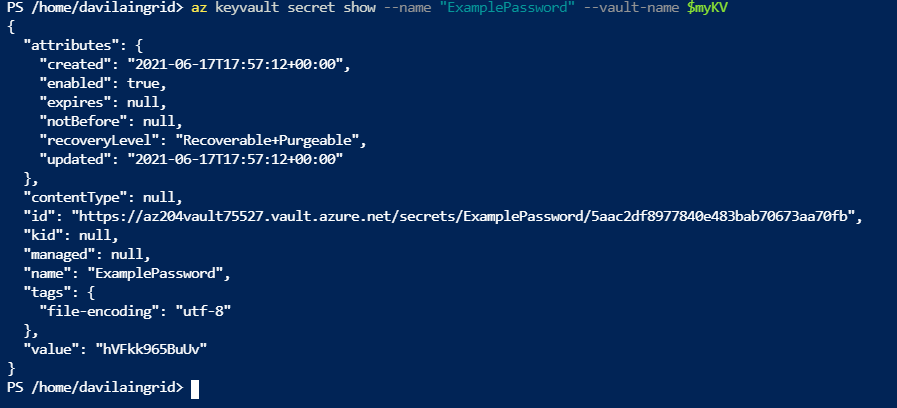 PS /home/davilaingrid> az keyvault secret show --name "ExamplePassword" --vault-name $myKV
{
  "attributes": {
    "created": "2021-06-17T17:57:12+00:00",
    "enabled": true,
    "expires": null,
    "notBefore": null,
    "recoveryLevel": "Recoverable+Purgeable",
    "updated": "2021-06-17T17:57:12+00:00"
  },
  "contentType": null,
  "id": "https://az204vault75527.vault.azure.net/secrets/ExamplePassword/5aac2df8977840e483bab70673aa70fb",
  "kid": null,
  "managed": null,
  "name": "ExamplePassword",
  "tags": {
    "file-encoding": "utf-8"
  },
  "value": "hVFkk965BuUv"
}
PS /home/davilaingrid>